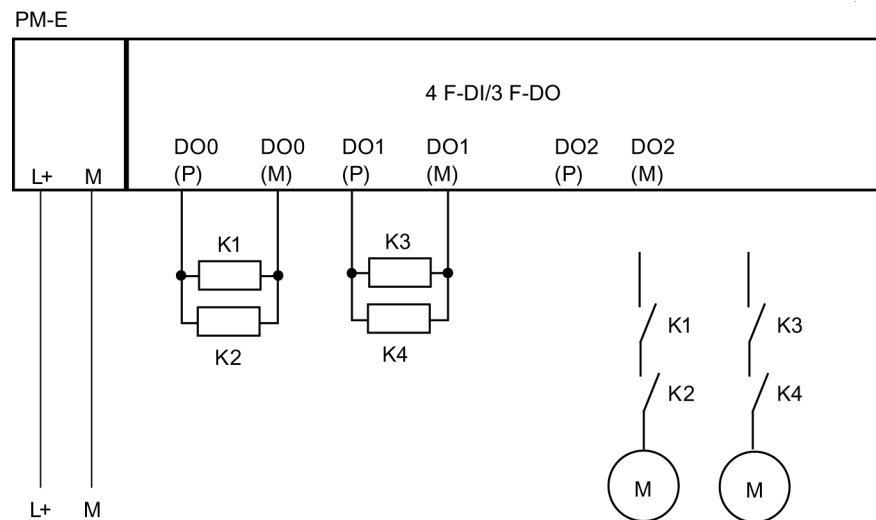 PM-E
4 F-DI/3 F-DO
DO0 DO0 DO1 DO1 DO2 DO2
L+ M (P) (M) (P) (M) (P) (M)
K1 K3
K2 K4
K1 K3
K2 K4
M M
L+ M